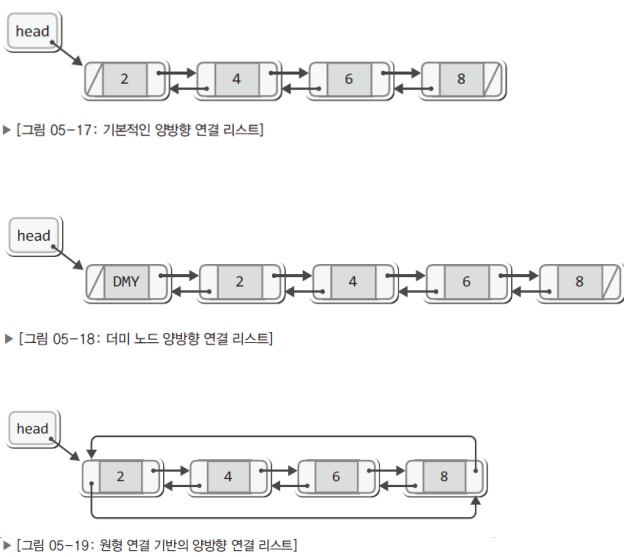 head
2 4 6 8
▶ [그림 05-17: 기본적인 양방향 연결 리스트]
head
DMY 2 4 6 8
▶ [그림 05-18: 더미 노드 양방향 연결 리스트]
head
2 4 6 8
▶ [그림 05-19: 원형 연결 기반의 양방향 연결 리스트]